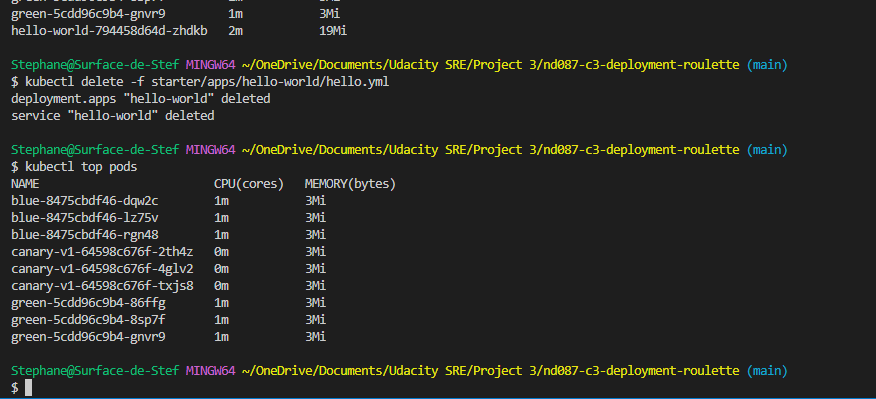 green-5cdd96c9b4-gnvr9   1m           3Mi
hello-world-794458d64d-zhdkb   2m           19Mi
Stephane@Surface-de-Stef MINGW64 ~/OneDrive/Documents/Udacity SRE/Project 3/nd087-c3-deployment-roulette (main)
$ kubectl delete -f starter/apps/hello-world/hello.yml
deployment.apps "hello-world" deleted
service "hello-world" deleted
Stephane@Surface-de-Stef MINGW64 ~/OneDrive/Documents/Udacity SRE/Project 3/nd087-c3-deployment-roulette (main)
$ kubectl top pods
NAME                         CPU(cores)   MEMORY(bytes)
blue-8475cbdf46-dqw2c        1m           3Mi
blue-8475cbdf46-lz75v        1m           3Mi
blue-8475cbdf46-rgn48        1m           3Mi
canary-v1-64598c676f-2th4z   0m           3Mi
canary-v1-64598c676f-4glv2   0m           3Mi
canary-v1-64598c676f-txjs8   0m           3Mi
green-5cdd96c9b4-86ffg       1m           3Mi
green-5cdd96c9b4-8sp7f       1m           3Mi
green-5cdd96c9b4-gnvr9       1m           3Mi
Stephane@Surface-de-Stef MINGW64 ~/OneDrive/Documents/Udacity SRE/Project 3/nd087-c3-deployment-roulette (main)
$